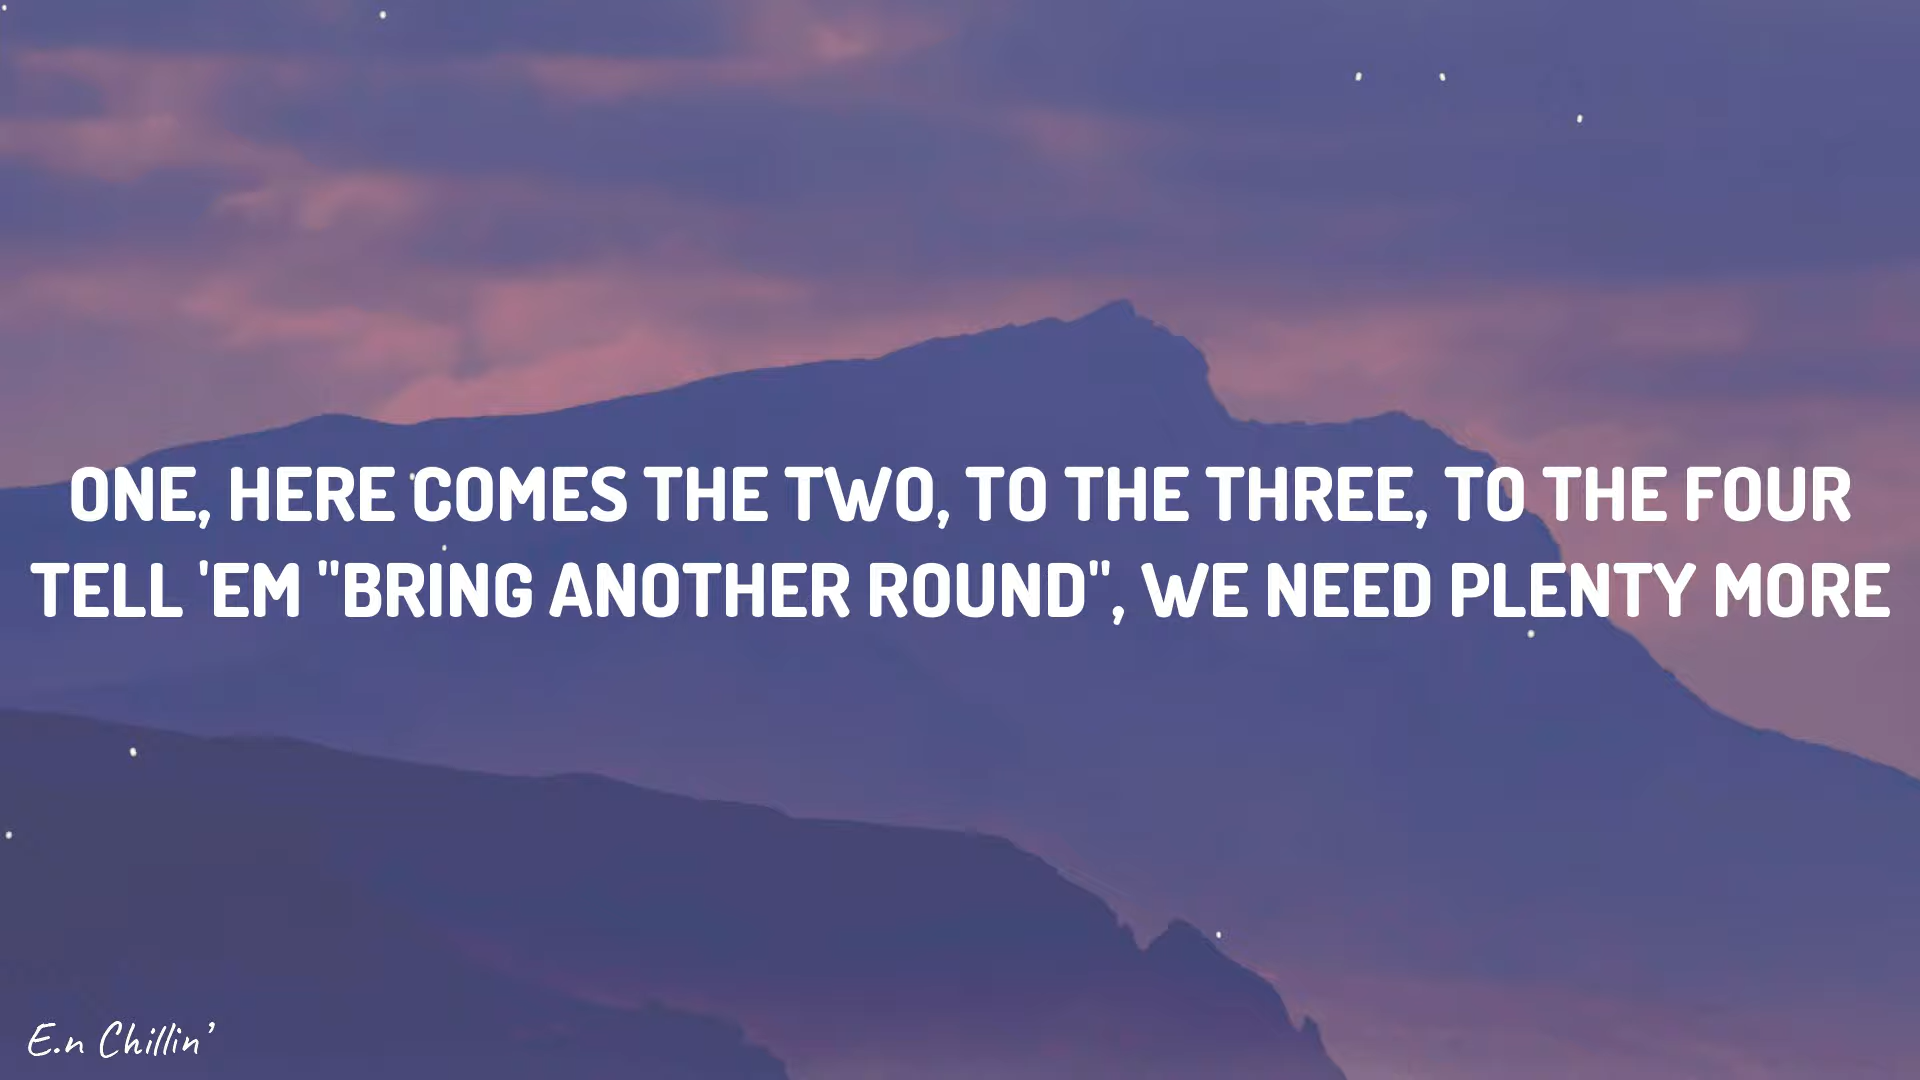 ONE, HERE COMES THE TWO, TO THE THREE, TO THE FOUR
TELL 'EM "BRING ANOTHER ROUND", WE NEED PLENTY MORE
E.n Chillin'